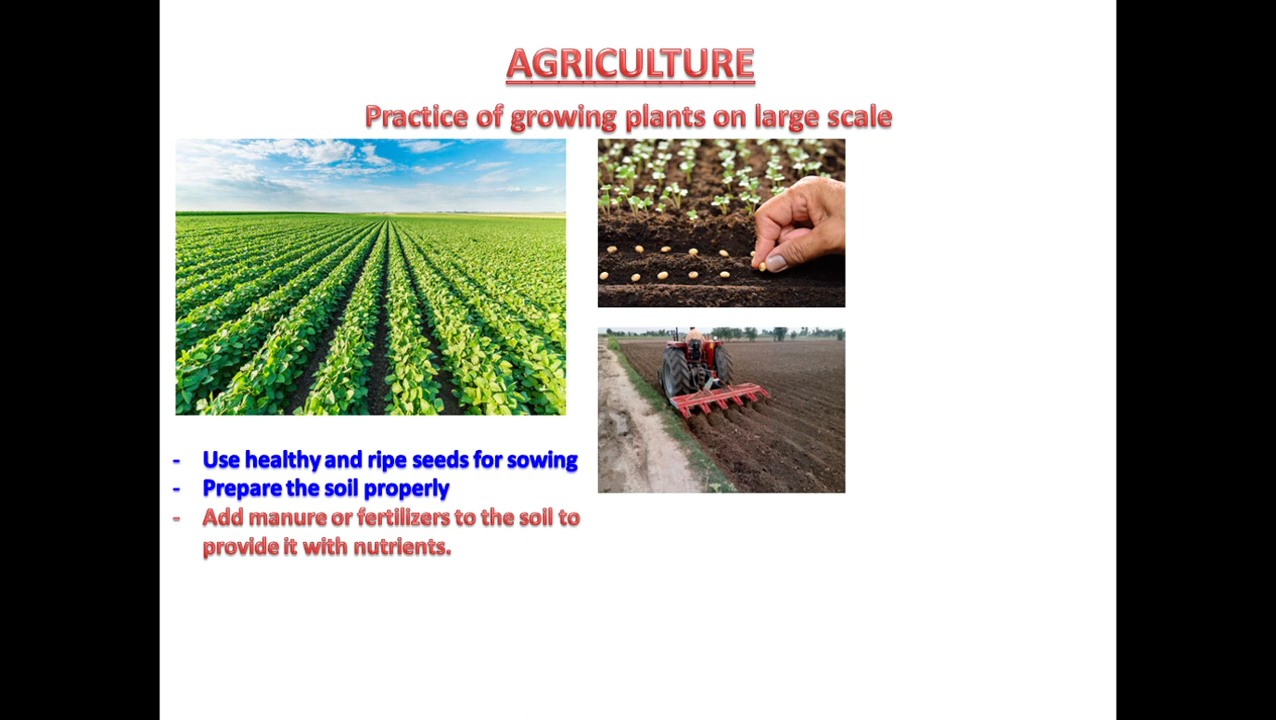 AGRICULTURE
Practice of growing plants on large scale
- Use healthy and ripe seeds for sowing
- Prepare the soil properly
- Add manure or fertilizers to the soil to
provide it with nutrients.